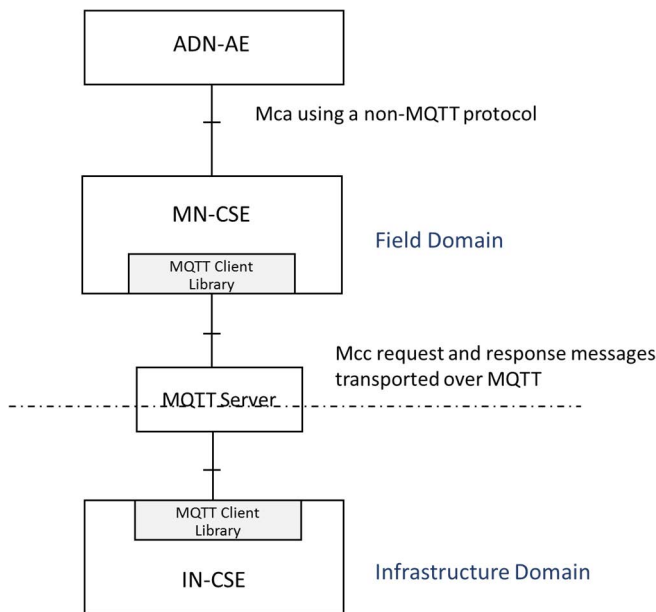 ADN-AE
Mca using a non-MQTT protocol
MN-CSE
Field Domain
MQTT Client
Library
Mcc request and response messages
transported over MQTT
MQTT Server
MQTT Client
Library
IN-CSE
Infrastructure Domain